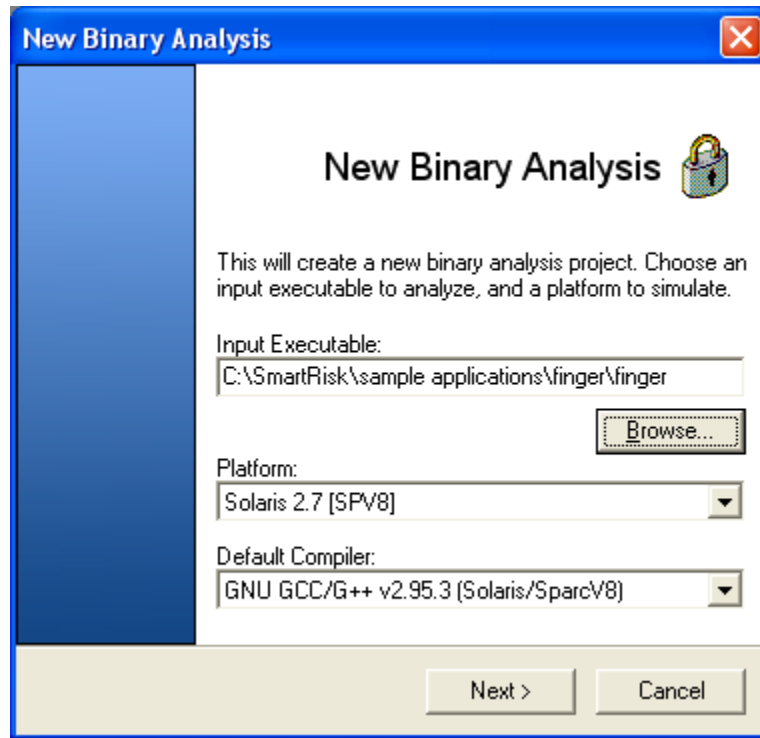 New Binary Analysis
New Binary Analysis
This will create a new binary analysis project. Choose an
input executable to analyze, and a platform to simulate.
Input Executable:
C:\SmartRisk\sample applications\finger\finger
Browse...
Platform:
Solaris 2.7 [SPV8]
Default Compiler:
GNU GCC/G++ v2.95.3 (Solaris/SparcV8)
Next >
Cancel